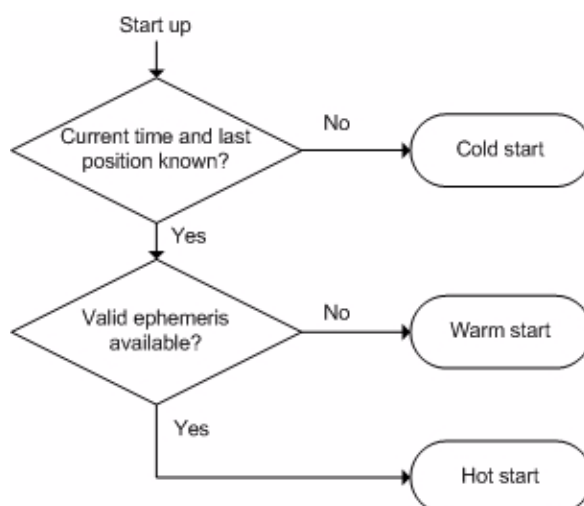 Start up
Current time and last
position known?
No
Cold start
Yes
Valid ephemeris
available?
No
Warm start
Yes
Hot start